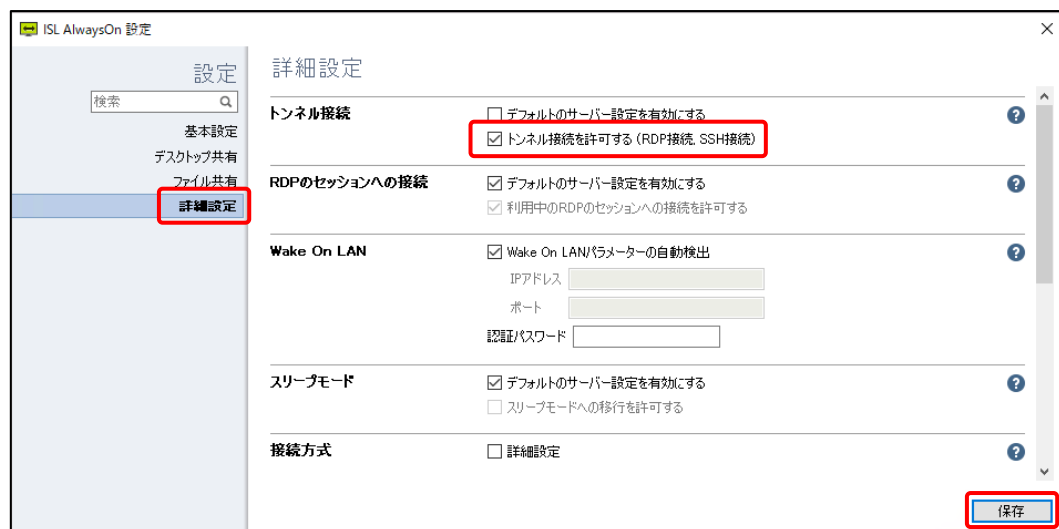 ISL AlwaysOn 設定
設定
検索
基本設定
デスクトップ共有
ファイル共有
詳細設定
詳細設定
トンネル接続
デフォルトのサーバー設定を有効にする
トンネル接続を許可する (RDP接続, SSH接続)
RDPのセッションへの接続
デフォルトのサーバー設定を有効にする
利用中のRDPのセッションへの接続を許可する
Wake On LAN
Wake On LANパラメーターの自動検出
IPアドレス
ポート
認証パスワード
スリープモード
デフォルトのサーバー設定を有効にする
スリープモードへの移行を許可する
接続方式
詳細設定
保存